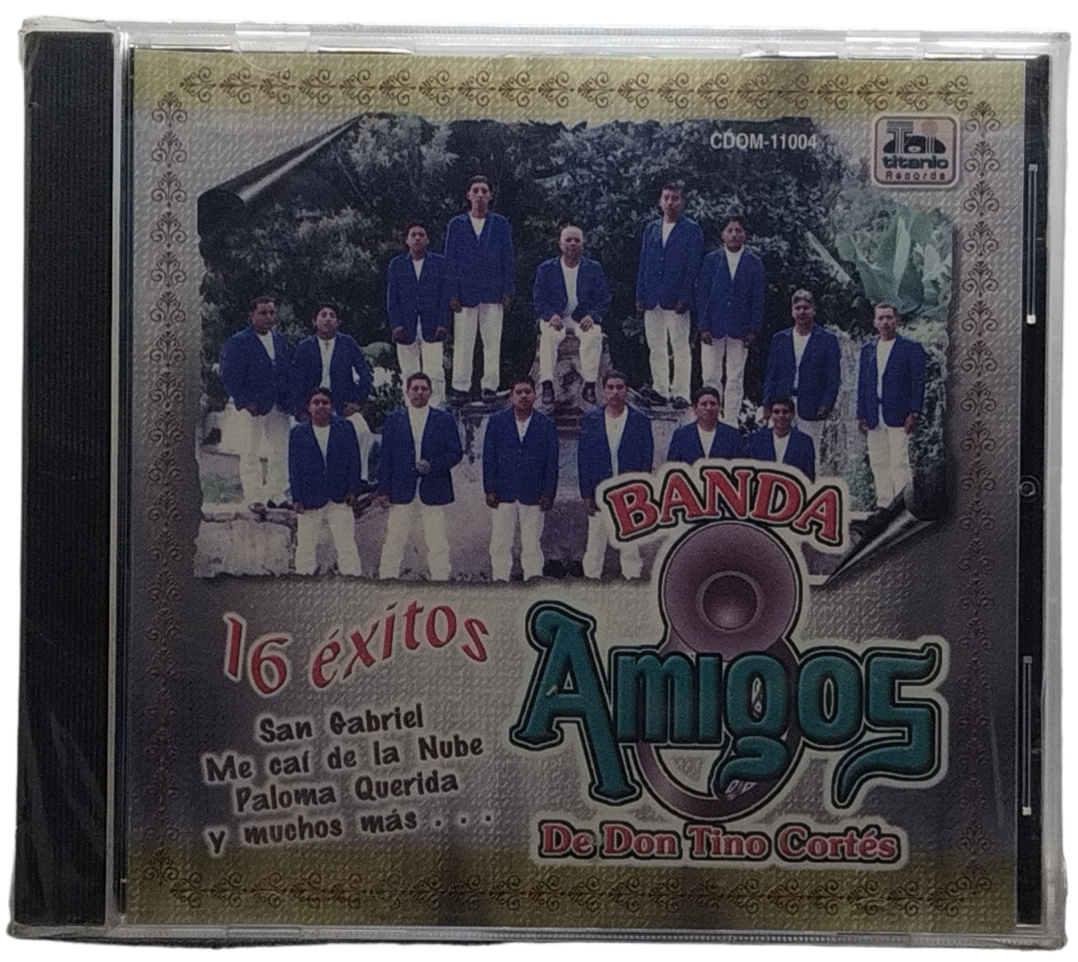 CDOM-11004
titanio
Records
BANDA
Amigos
De Don Tino Cortés
16 éxitos
San Gabriel
Me caí de la Nube
Paloma Querida
y muchos más . . .